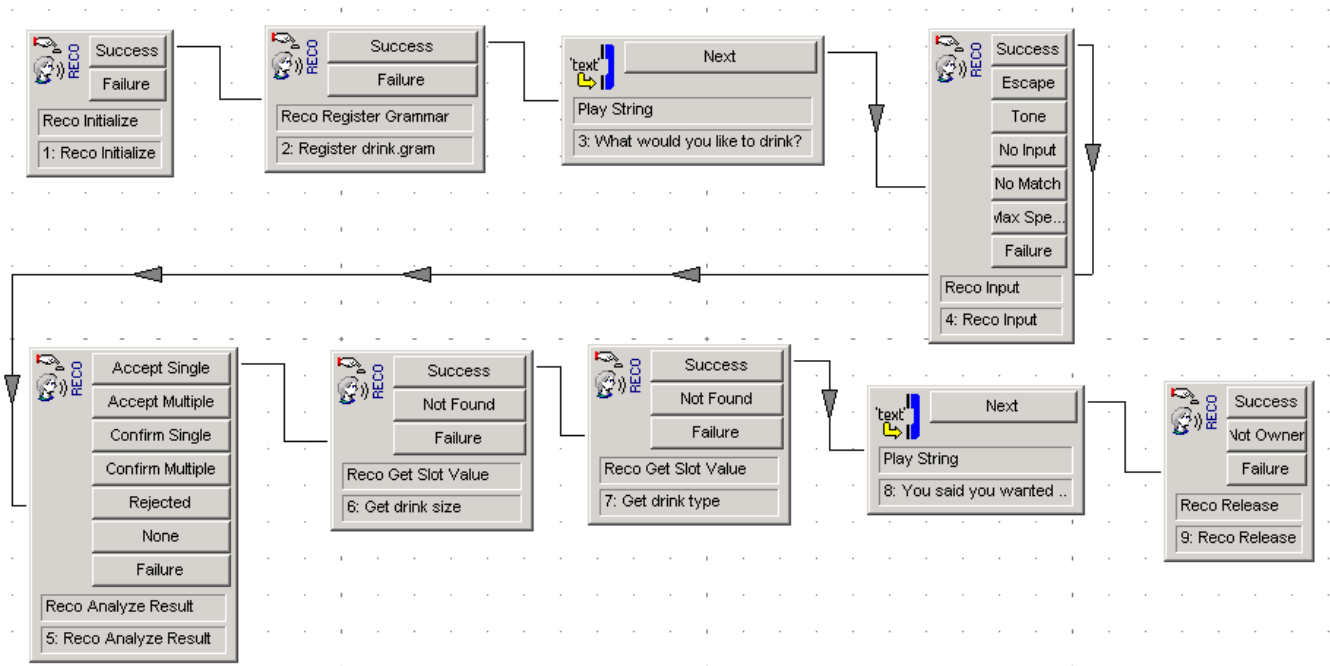 RECO
Success
Failure
Reco Initialize
1: Reco Initialize
RECO
Success
Failure
Reco Register Grammar
2: Register drink.gram
'text'
Next
Play String
3: What would you like to drink?
RECO
Success
Escape
Tone
No Input
No Match
Max Spe...
Failure
Reco Input
4: Reco Input
RECO
Accept Single
Accept Multiple
Confirm Single
Confirm Multiple
Rejected
None
Failure
Reco Analyze Result
5: Reco Analyze Result
RECO
Success
Not Found
Failure
Reco Get Slot Value
6: Get drink size
RECO
Success
Not Found
Failure
Reco Get Slot Value
7: Get drink type
'text'
Next
Play String
8: You said you wanted ..
RECO
Success
Not Owner
Failure
Reco Release
9: Reco Release